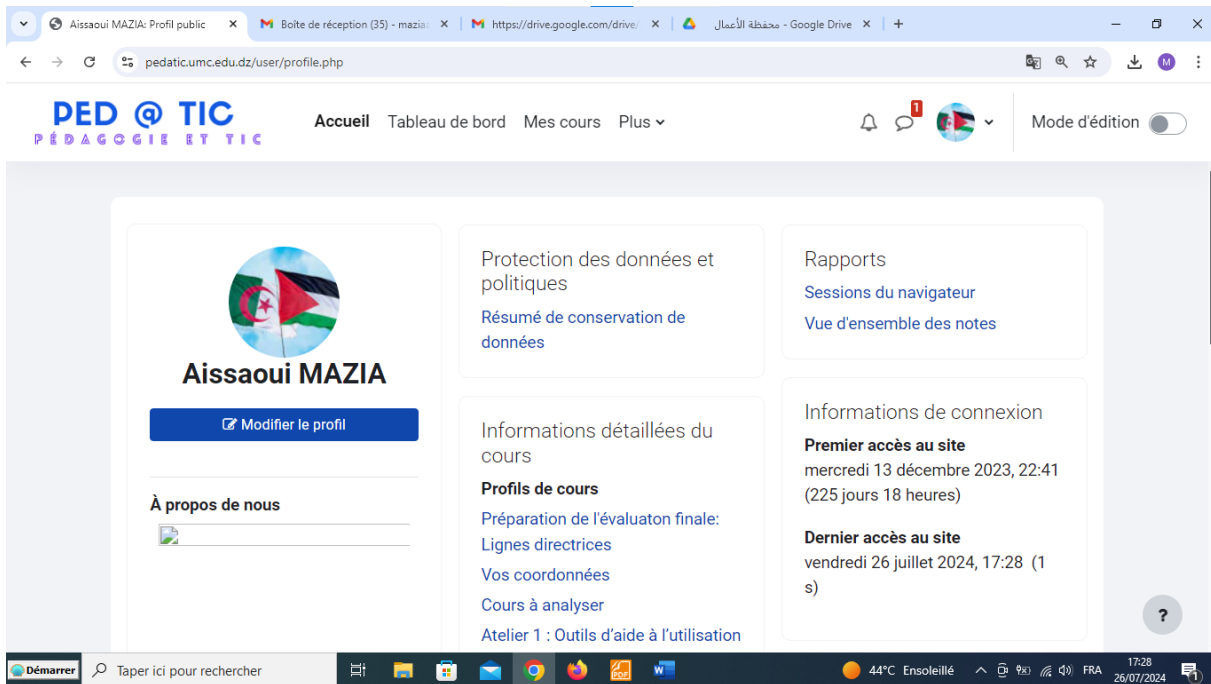 Aissaoui MAZIA: Profil public
Boîte de réception (35) - mazia
https://drive.google.com/drive/
محفظة الأعمال - Google Drive
pedatic.umc.edu.dz/user/profile.php
M
PED @ TIC
PÉDAGOGIE ET TIC
Accueil
Tableau de bord
Mes cours
Plus
1
Mode d'édition
Aissaoui MAZIA
Modifier le profil
À propos de nous
Protection des données et
politiques
Résumé de conservation de
données
Informations détaillées du
cours
Profils de cours
Préparation de l'évaluaton finale:
Lignes directrices
Vos coordonnées
Cours à analyser
Atelier 1 : Outils d'aide à l'utilisation
Rapports
Sessions du navigateur
Vue d'ensemble des notes
Informations de connexion
Premier accès au site
mercredi 13 décembre 2023, 22:41
(225 jours 18 heures)
Dernier accès au site
vendredi 26 juillet 2024, 17:28 (1
s)
?
Démarrer
Taper ici pour rechercher
PDF
W
44°C Ensoleillé
FRA
17:28
26/07/2024
1